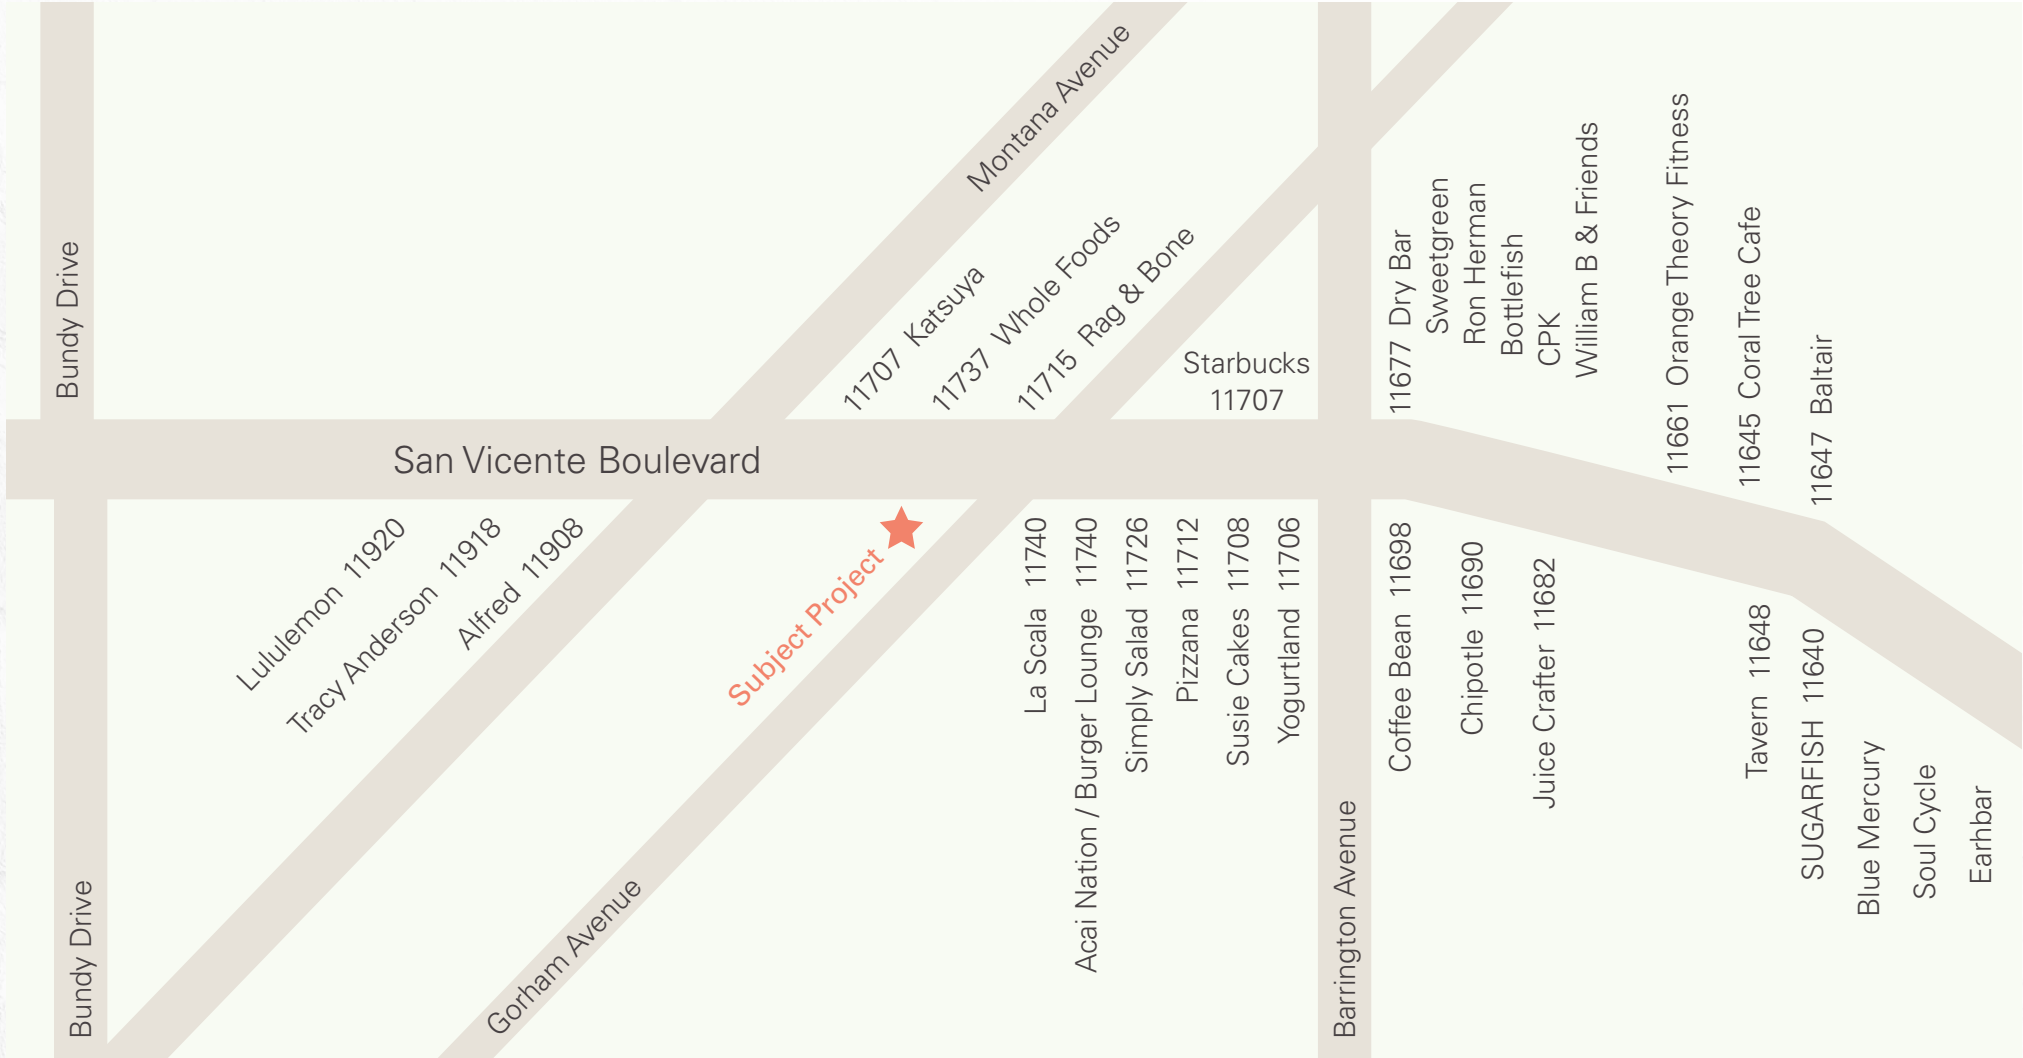 Bundy Drive
Montana Avenue
11707 Katsuya
11737 Whole Foods
11715 Rag & Bone
Starbucks
11707
11677 Dry Bar
Sweetgreen
Ron Herman
Bottlefish
CPK
William B & Friends
11661 Orange Theory Fitness
11645 Coral Tree Cafe
11647 Baltair
San Vicente Boulevard
Lululemon 11920
Tracy Anderson 11918
Alfred 11908
Subject Project
La Scala 11740
Acai Nation / Burger Lounge 11740
Simply Salad 11726
Pizzana 11712
Susie Cakes 11708
Yogurtland 11706
Coffee Bean 11698
Chipotle 11690
Juice Crafter 11682
Tavern 11648
SUGARFISH 11640
Blue Mercury
Soul Cycle
Earhbar
Bundy Drive
Gorham Avenue
Barrington Avenue